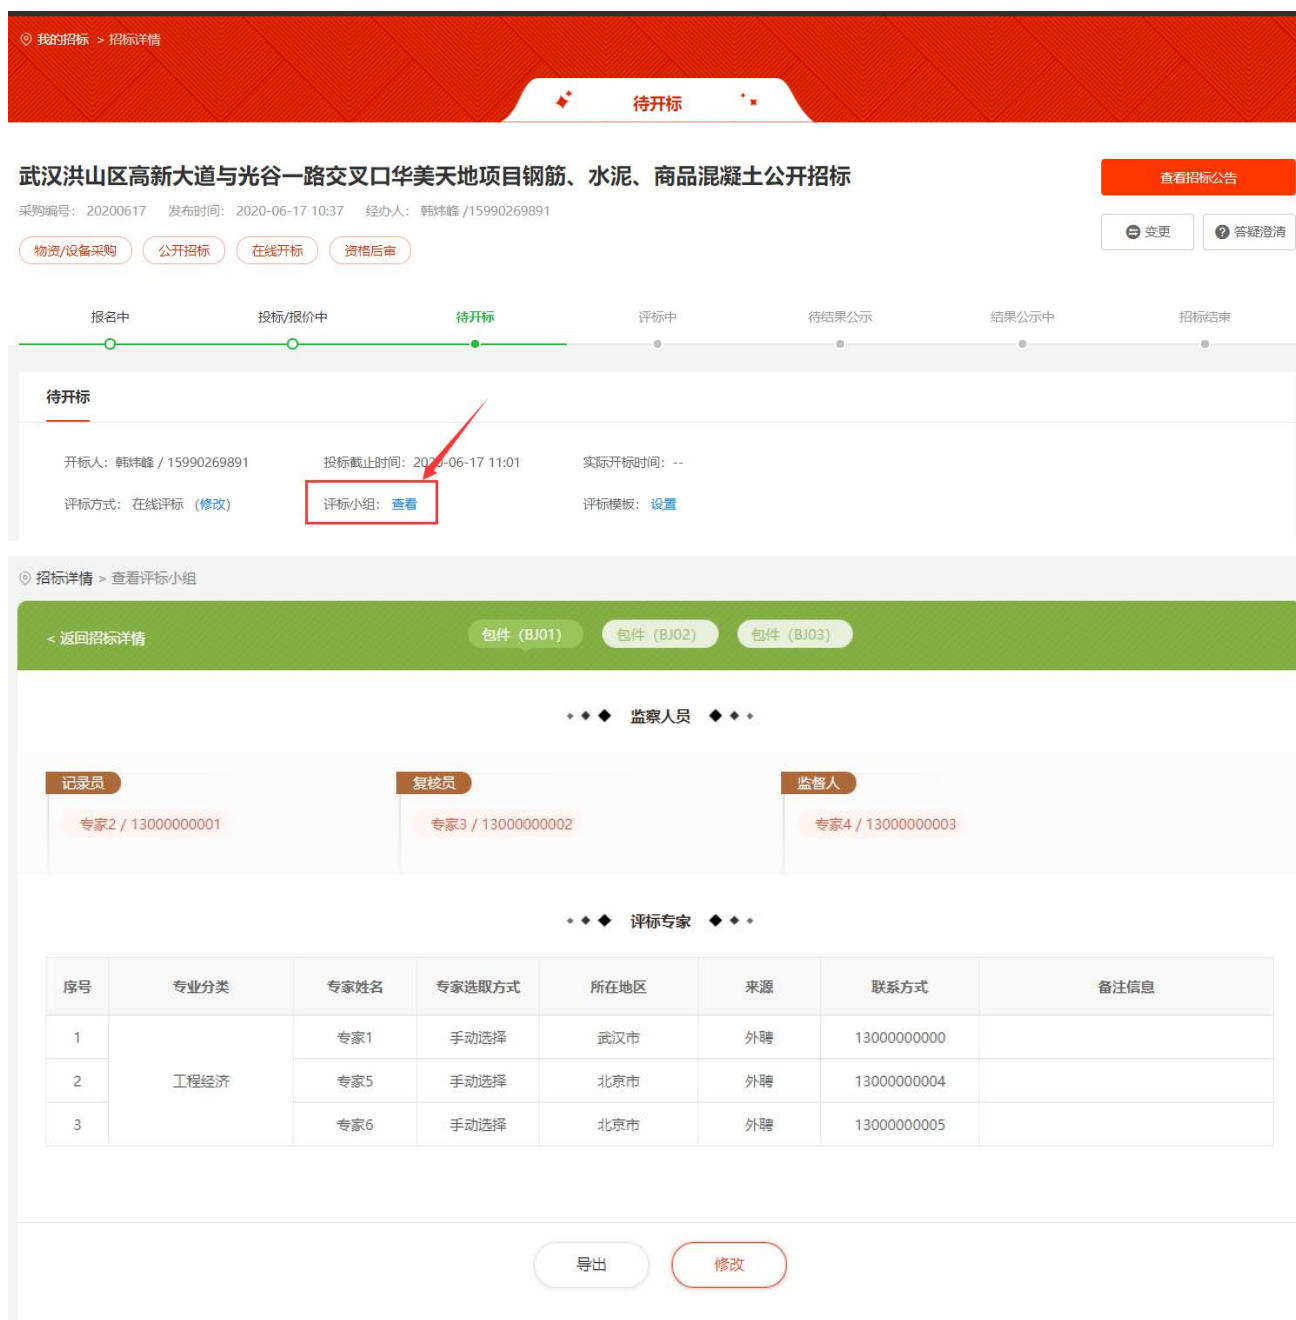 我的招标 > 招标详情
待开标
武汉洪山区高新大道与光谷一路交叉口华美天地项目钢筋、水泥、商品混凝土公开招标
查看招标公告
采购编号: 20200617 发布时间: 2020-06-17 10:37 经办人: 韩炜峰 /15990269891
变更 答疑澄清
物资/设备采购 公开招标 在线开标 资格后审
报名中 投标/报价中 待开标 评标中 待结果公示 结果公示中 招标结束
待开标
开标人: 韩炜峰 / 15990269891 投标截止时间: 2020-06-17 11:01 实际开标时间: --
评标方式: 在线评标 (修改) 评标小组: 查看 评标模板: 设置
招标详情 > 查看评标小组
< 返回招标详情 包件 (BJ01) 包件 (BJ02) 包件 (BJ03)
监察人员
记录员 复核员 监督人
专家2 / 13000000001 专家3 / 13000000002 专家4 / 13000000003
评标专家
序号 专业分类 专家姓名 专家选取方式 所在地区 来源 联系方式 备注信息
1 专家1 手动选择 武汉市 外聘 13000000000
2 工程经济 专家5 手动选择 北京市 外聘 13000000004
3 专家6 手动选择 北京市 外聘 13000000005
导出 修改